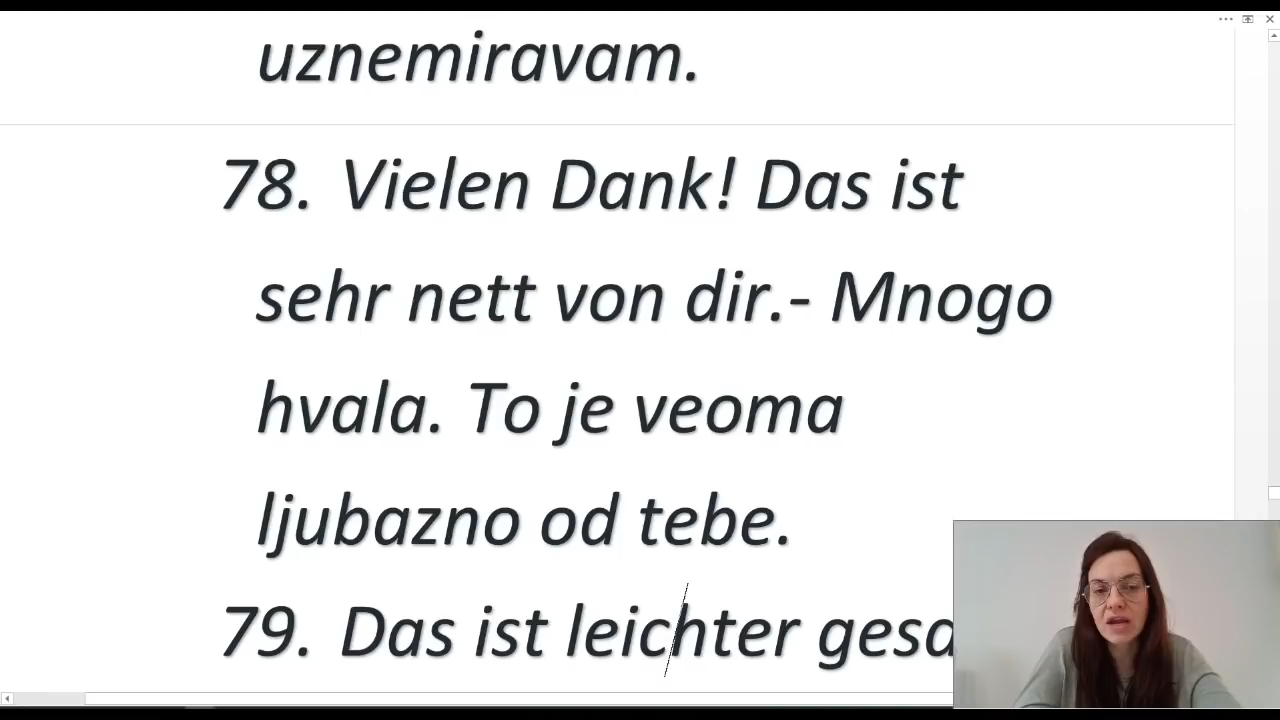 uznemiravam.
78. Vielen Dank! Das ist
sehr nett von dir.- Mnogo
hvala. To je veoma
ljubazno od tebe.
79. Das ist leichter